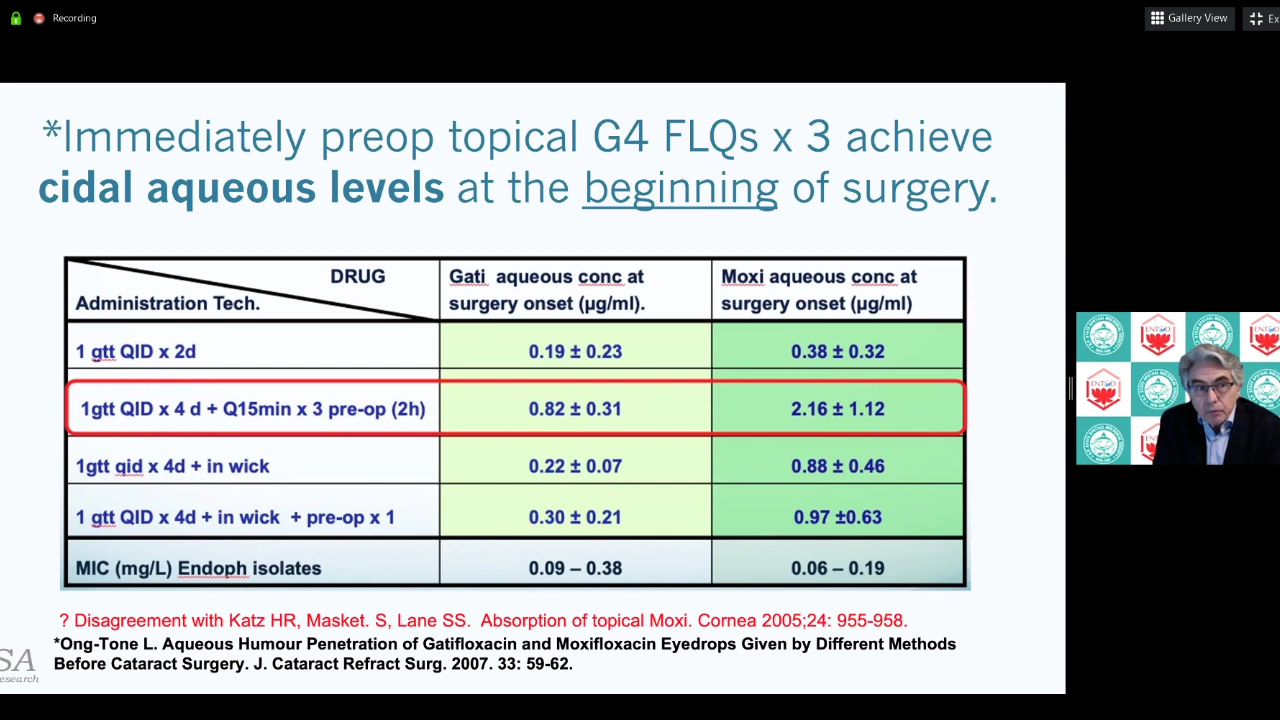 Recording
Gallery View
Ex
*Immediately preop topical G4 FLQs x 3 achieve
cidal aqueous levels at the beginning of surgery.
DRUG
Administration Tech.
Gati aqueous conc at
surgery onset (µg/ml).
Moxi aqueous conc at
surgery onset (µg/ml)
1 gtt QID x 2d
0.19 ± 0.23
0.38 ± 0.32
1gtt QID x 4 d + Q15min x 3 pre-op (2h)
0.82 ± 0.31
2.16 ± 1.12
1gtt qid x 4d + in wick
0.22 ± 0.07
0.88 ± 0.46
1 gtt QID x 4d + in wick + pre-op x 1
0.30 ± 0.21
0.97 ±0.63
MIC (mg/L) Endoph isolates
0.09 – 0.38
0.06 – 0.19
? Disagreement with Katz HR, Masket. S, Lane SS. Absorption of topical Moxi. Cornea 2005;24: 955-958.
*Ong-Tone L. Aqueous Humour Penetration of Gatifloxacin and Moxifloxacin Eyedrops Given by Different Methods
Before Cataract Surgery. J. Cataract Refract Surg. 2007. 33: 59-62.
SA
esearch